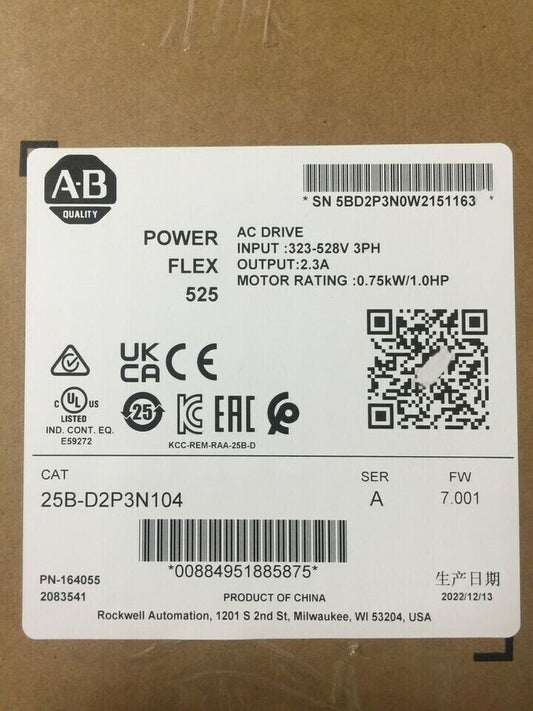 A-B
QUALITY
* SN 5BD2P3N0W2151163 *
POWER
FLEX
525
AC DRIVE
INPUT :323-528V 3PH
OUTPUT:2.3A
MOTOR RATING :0.75kW/1.0HP
UK
CA
CE
C UL US
LISTED
IND. CONT. EQ.
E59272
25
KC
EAC
KCC-REM-RAA-25B-D
CAT
25B-D2P3N104
SER
A
FW
7.001
*00884951885875*
PN-164055
2083541
PRODUCT OF CHINA
生产日期
2022/12/13
Rockwell Automation, 1201 S 2nd St, Milwaukee, WI 53204, USA